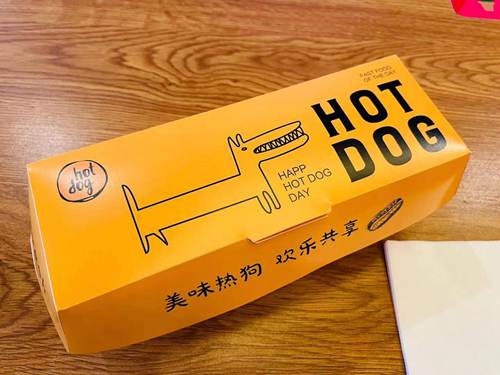 FAST FOOD
OF THE DAY
HOT
DOG
hot
dog
HAPP
HOT DOG
DAY
美味热狗 欢乐共享